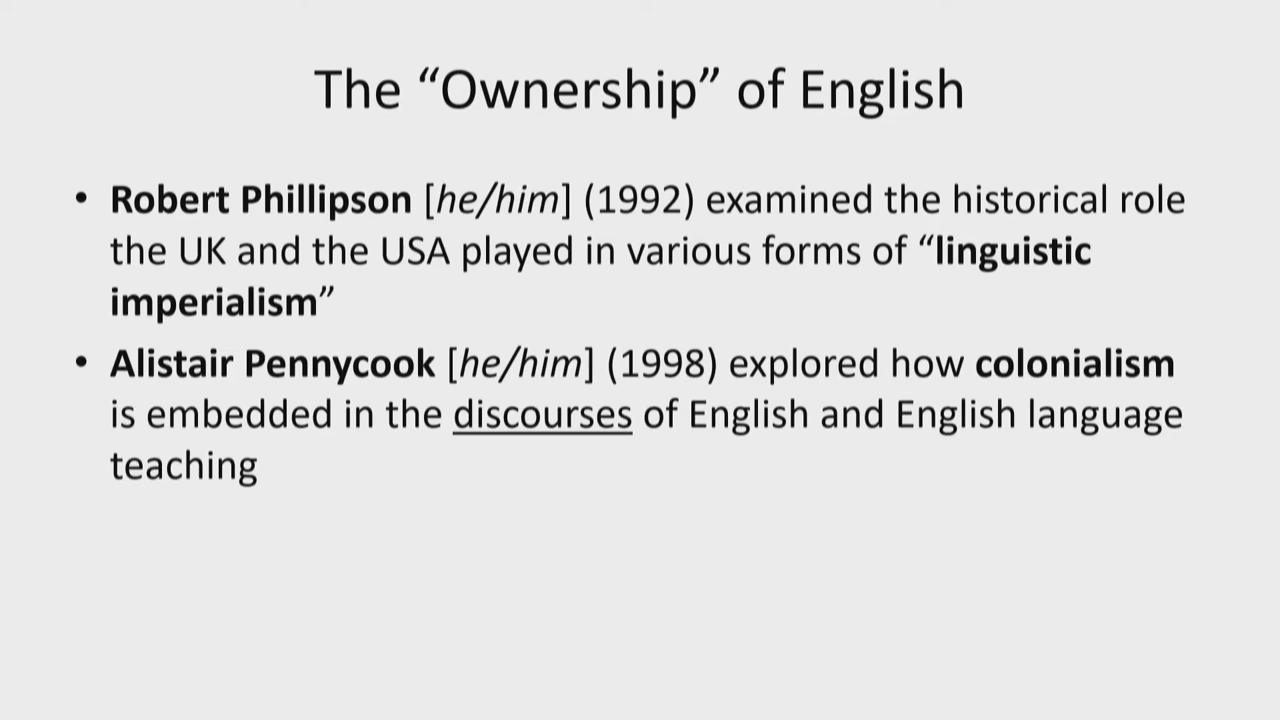 The “Ownership” of English
• Robert Phillipson [he/him] (1992) examined the historical role
the UK and the USA played in various forms of “linguistic
imperialism”
• Alistair Pennycook [he/him] (1998) explored how colonialism
is embedded in the discourses of English and English language
teaching